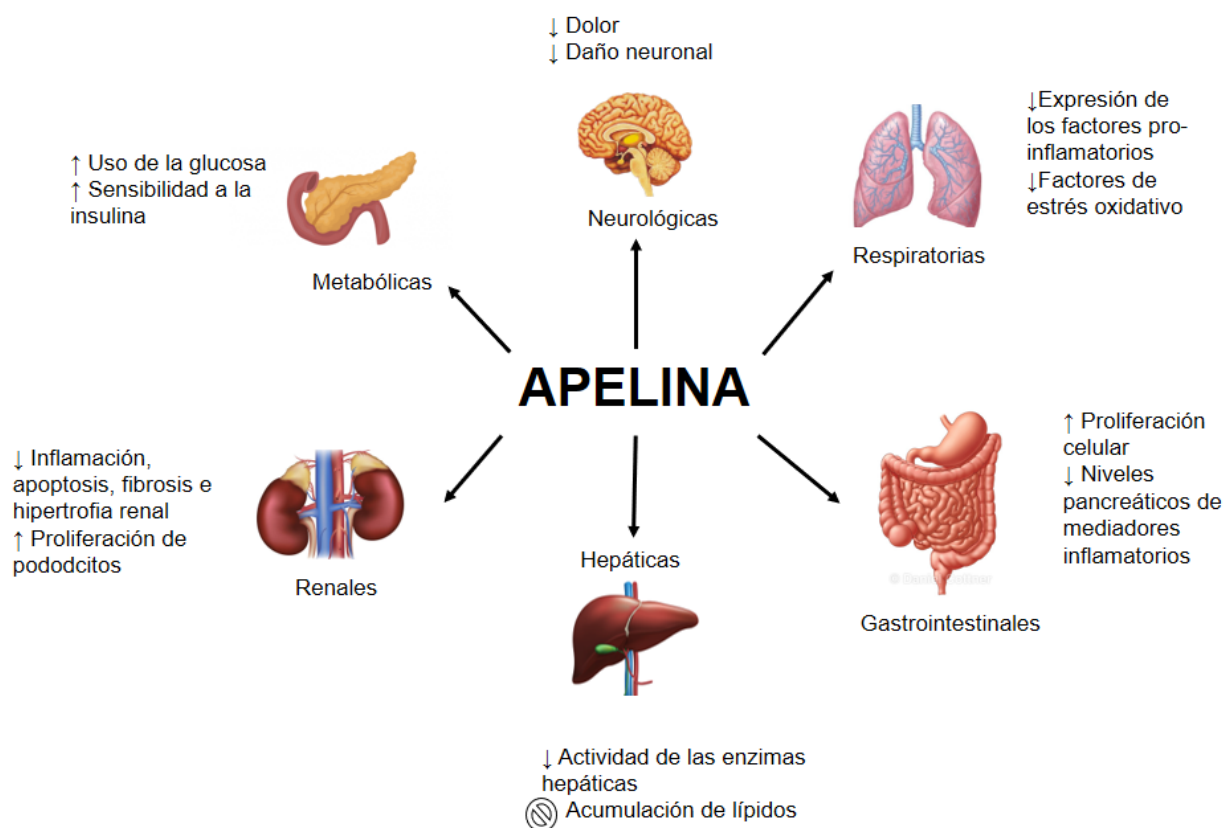 ↓ Dolor
↓ Daño neuronal
Neurológicas
↓Expresión de
los factores pro-
inflamatorios
↓Factores de
estrés oxidativo
Respiratorias
↑ Uso de la glucosa
↑ Sensibilidad a la
insulina
Metabólicas
APELINA
↓ Inflamación,
apoptosis, fibrosis e
hipertrofia renal
↑ Proliferación de
pododcitos
Renales
Hepáticas
↓ Actividad de las enzimas
hepáticas
Acumulación de lípidos
↑ Proliferación
celular
↓ Niveles
pancreáticos de
mediadores
inflamatorios
Gastrointestinales